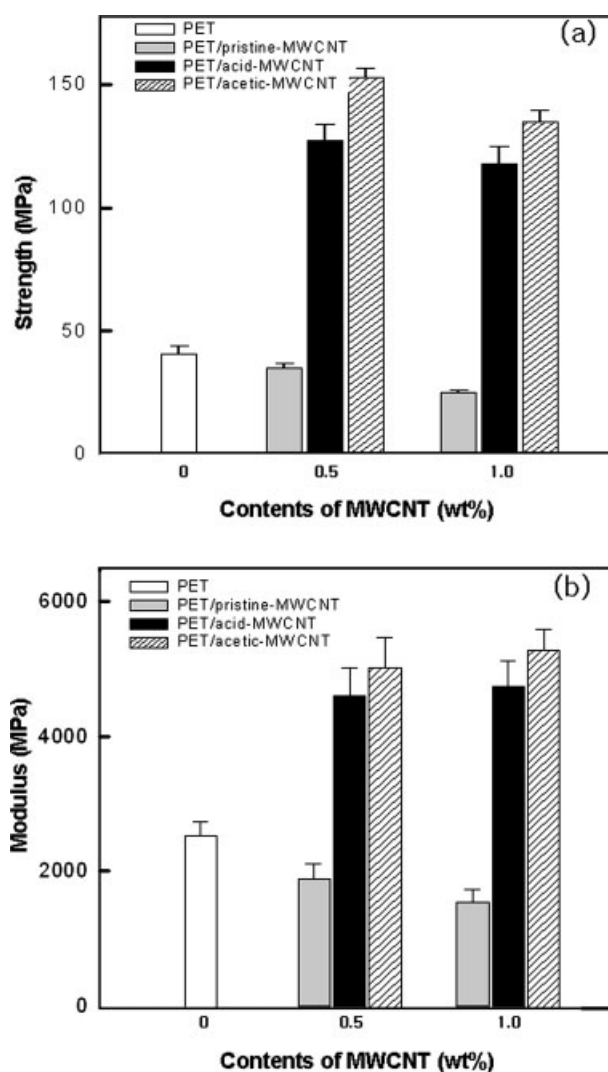 (a)
PET
PET/pristine-MWCNT
PET/acid-MWCNT
PET/acetic-MWCNT
150
100
50
0
Strength (MPa)
0 0.5 1.0
Contents of MWCNT (wt%)
(b)
PET
PET/pristine-MWCNT
PET/acid-MWCNT
PET/acetic-MWCNT
6000
4000
2000
0
Modulus (MPa)
0 0.5 1.0
Contents of MWCNT (wt%)